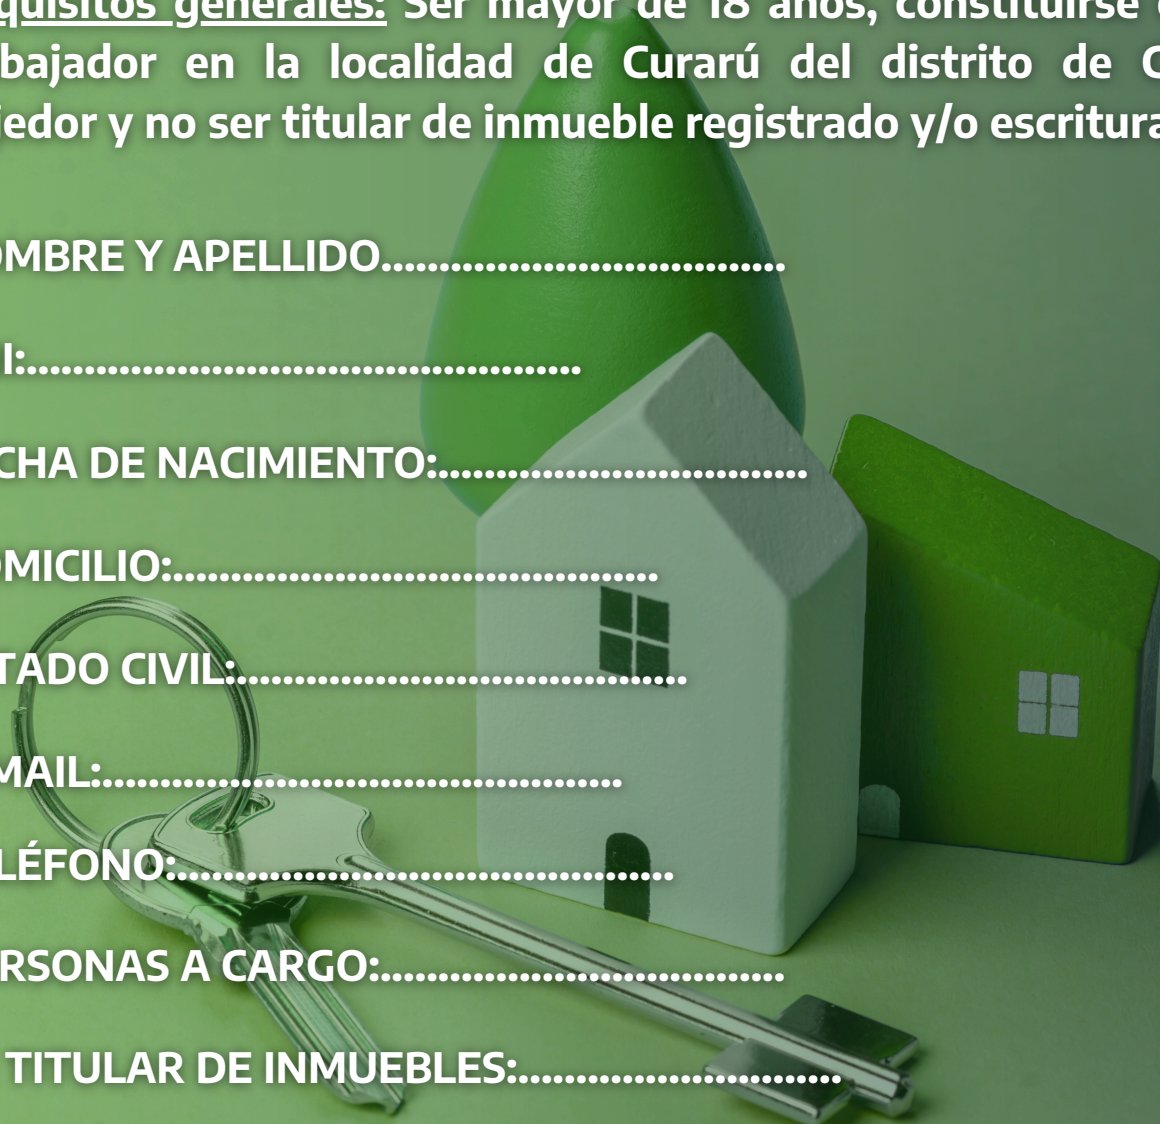 quisitos generales: Ser mayor de 18 años, constituirse
bajador en la localidad de Curarú del distrito de C
iedor y no ser titular de inmueble registrado y/o escritura
OMBRE Y APELLIDO...................................
I:................................................
CHA DE NACIMIENTO:................................
OMICILIO:..........................................
TADO CIVIL:.......................................
MAIL:.............................................
LÉFONO:...........................................
RSONAS A CARGO:...................................
TITULAR DE INMUEBLES:............................